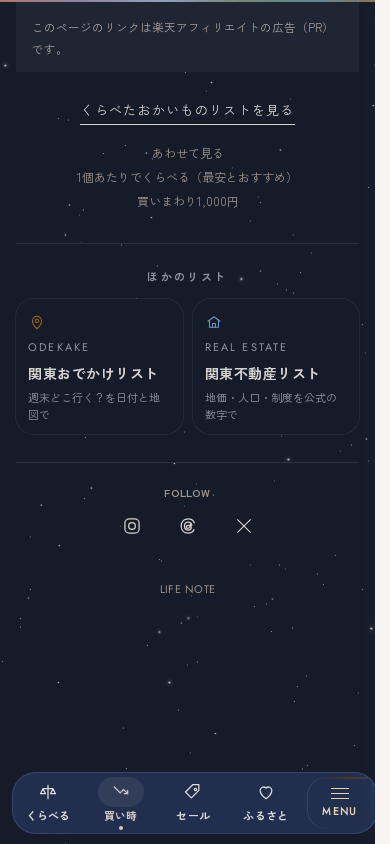 このページのリンクは楽天アフィリエイトの広告（PR）
です。
くらべたおかいものリストを見る
あわせて見る
1個あたりでくらべる（最安とおすすめ）
買いまわり1,000円
ほかのリスト
ODEKAKE
関東おでかけリスト
週末どこ行く？を日付と地
図で
REAL ESTATE
関東不動産リスト
地価・人口・制度を公式の
数字で
FOLLOW
LIFE NOTE
くらべる
買い時
セール
ふるさと
MENU